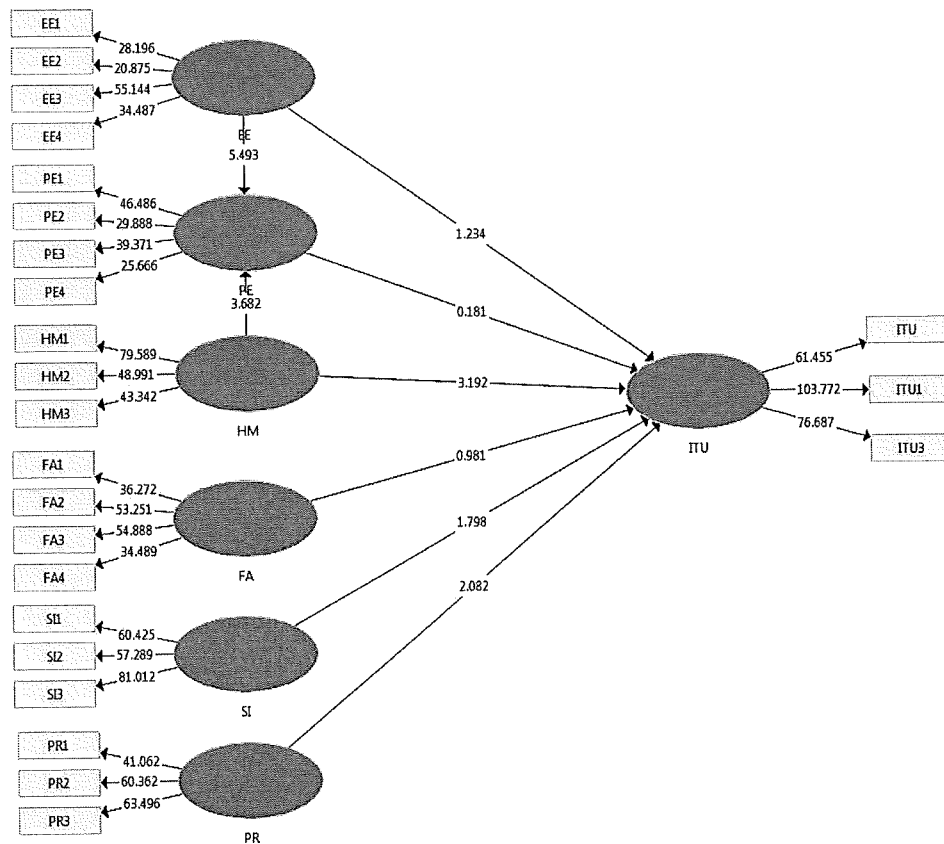 EE1
28.196
EE2
20.875
EE3
55.144
EE4
34.487
EE
5.493
PE1
46.486
PE2
29.888
PE3
39.371
PE4
25.666
PE
3.682
HM1
79.589
HM2
48.991
HM3
43.342
HM
FA1
36.272
FA2
53.251
FA3
54.888
FA4
34.489
FA
SI1
60.425
SI2
57.289
SI3
81.012
SI
PR1
41.062
PR2
60.362
PR3
63.496
PR
1.234
0.181
3.192
0.981
1.798
2.082
ITU
61.455
ITU
103.772
ITU1
76.687
ITU3